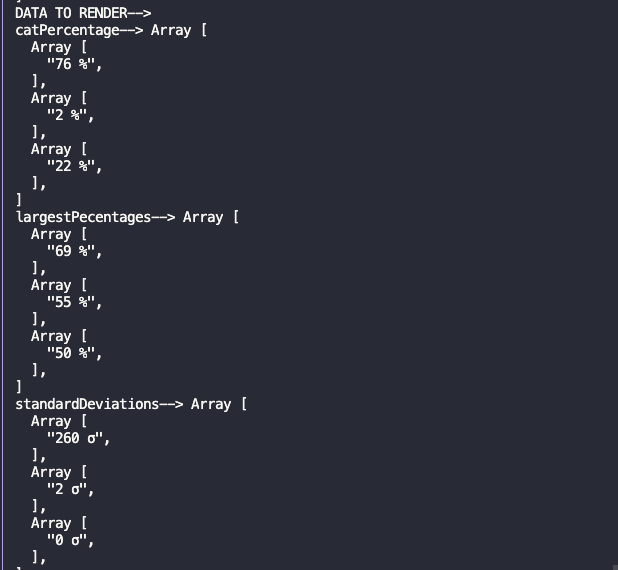 DATA TO RENDER-->
catPercentage--> Array [
  Array [
    "76 %",
  ],
  Array [
    "2 %",
  ],
  Array [
    "22 %",
  ],
]
largestPecentages--> Array [
  Array [
    "69 %",
  ],
  Array [
    "55 %",
  ],
  Array [
    "50 %",
  ],
]
standardDeviations--> Array [
  Array [
    "260 σ",
  ],
  Array [
    "2 σ",
  ],
  Array [
    "0 σ",
  ],